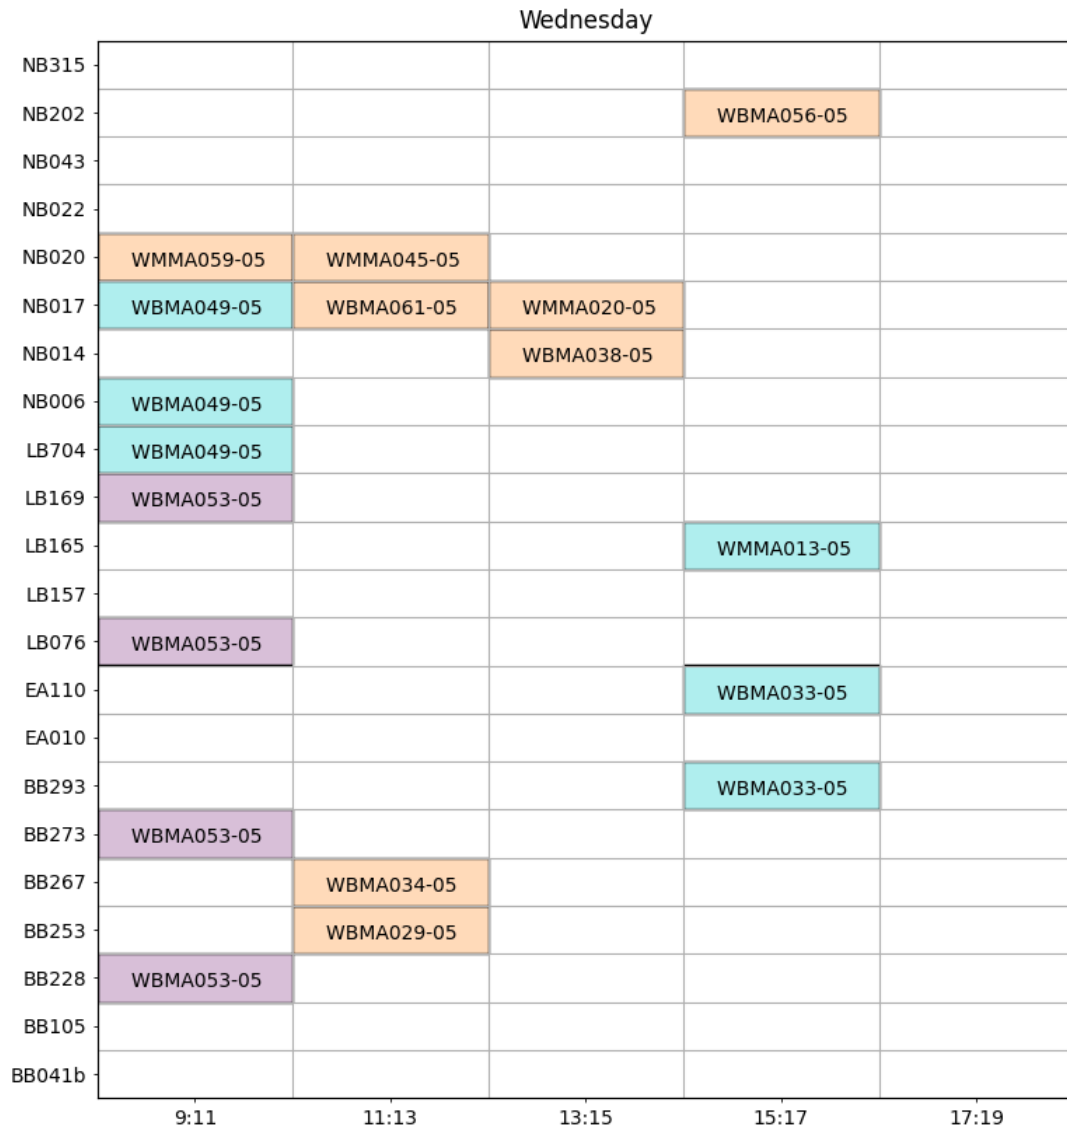 Wednesday
NB315
NB202 WBMA056-05
NB043
NB022
NB020 WMMA059-05 WMMA045-05
NB017 WBMA049-05 WBMA061-05 WMMA020-05
NB014 WBMA038-05
NB006 WBMA049-05
LB704 WBMA049-05
LB169 WBMA053-05
LB165 WMMA013-05
LB157
LB076 WBMA053-05
EA110 WBMA033-05
EA010
BB293 WBMA033-05
BB273 WBMA053-05
BB267 WBMA034-05
BB253 WBMA029-05
BB228 WBMA053-05
BB105
BB041b
9:11 11:13 13:15 15:17 17:19